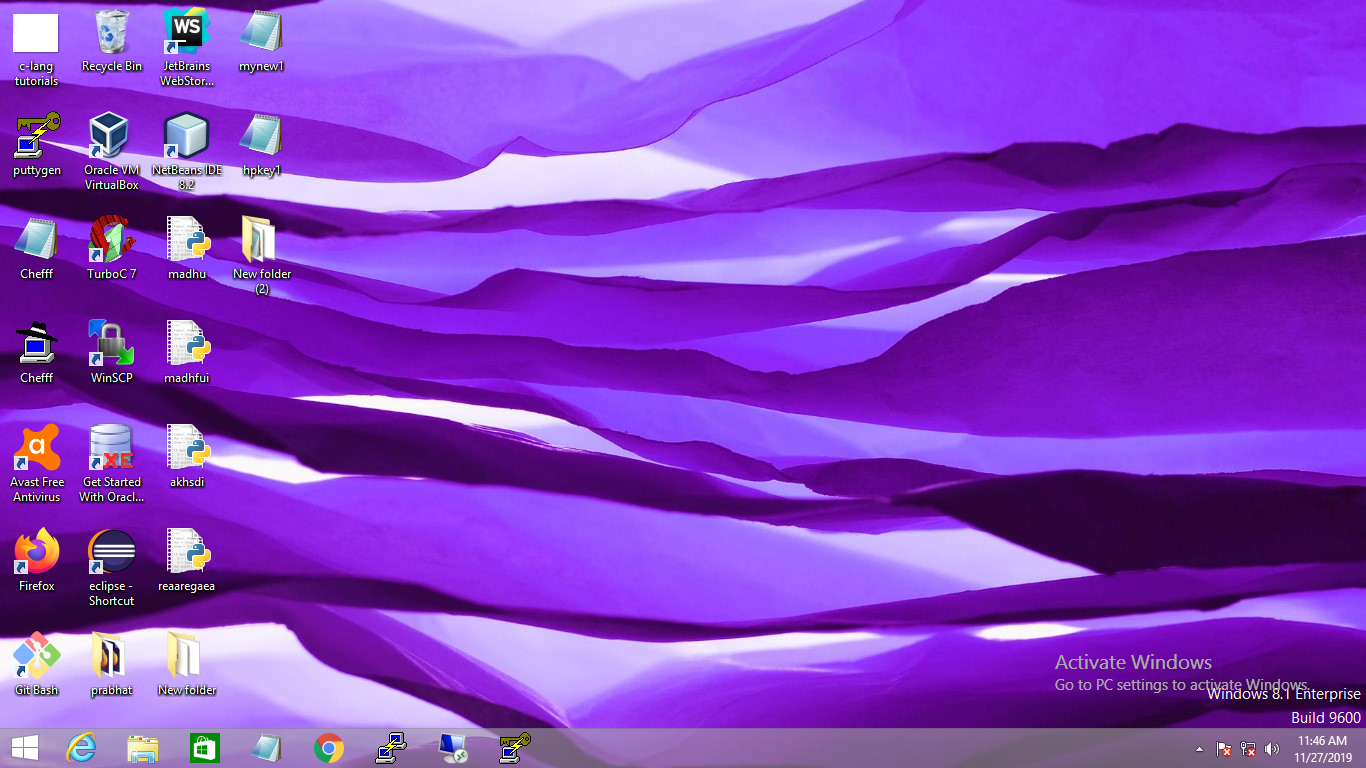 c-lang
tutorials
Recycle Bin
WS
JetBrains
WebStor...
mynew1
puttygen
Oracle VM
VirtualBox
NetBeans IDE
8.2
hpkey1
Chefff
TurboC 7
madhu
New folder
(2)
Chefff
WinSCP
madhfui
a
Avast Free
Antivirus
XE
Get Started
With Oracl...
akhsdi
Firefox
eclipse -
Shortcut
reaaregaea
Git Bash
prabhat
New folder
Activate Windows
Go to PC settings to activate Windows.
Windows 8.1 Enterprise
Build 9600
11:46 AM
11/27/2019